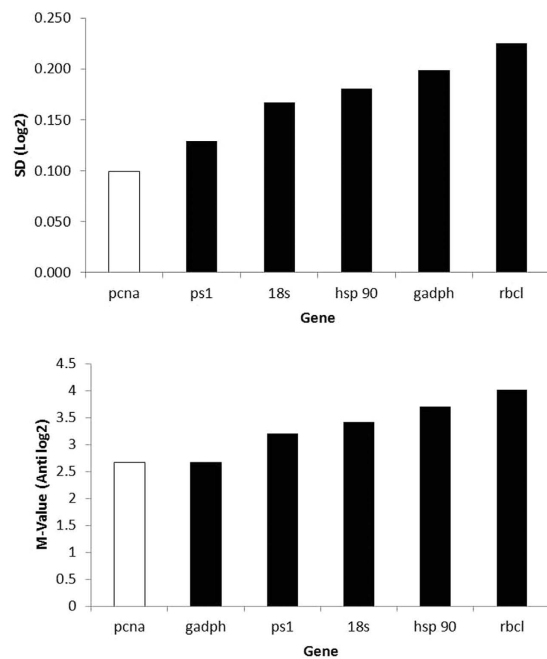 0.250
0.200
0.150
0.100
0.050
0.000
SD (Log2)
pcna ps1 18s hsp 90 gadph rbcl
Gene
4.5
4
3.5
3
2.5
2
1.5
1
0.5
0
M-Value (Anti log2)
pcna gadph ps1 18s hsp 90 rbcl
Gene